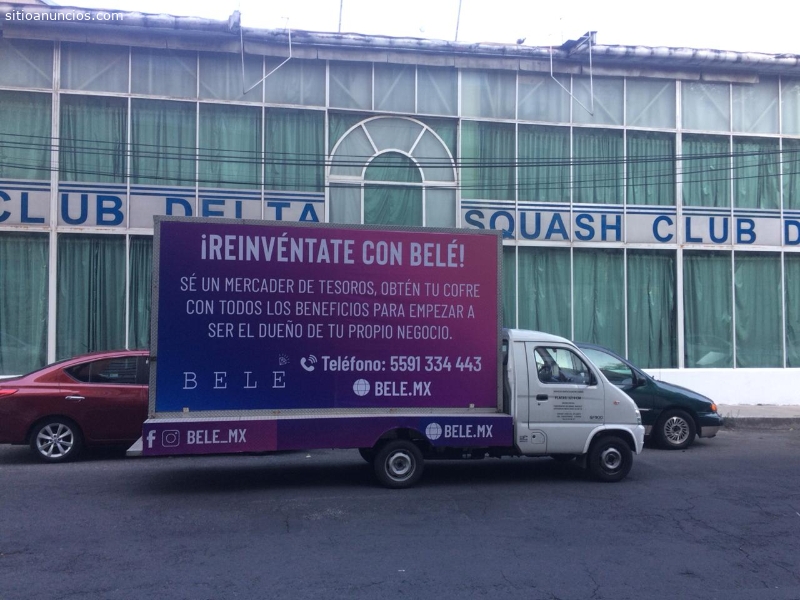 sitioanuncios.com
CLUB DELTA
SQUASH CLUB D
¡REINVÉNTATE CON BELÉ!
SÉ UN MERCADER DE TESOROS, OBTÉN TU COFRE
CON TODOS LOS BENEFICIOS PARA EMPEZAR A
SER EL DUEÑO DE TU PROPIO NEGOCIO.
Teléfono: 5591 334 443
BELÉ
BELE.MX
BELE_MX
BELE.MX